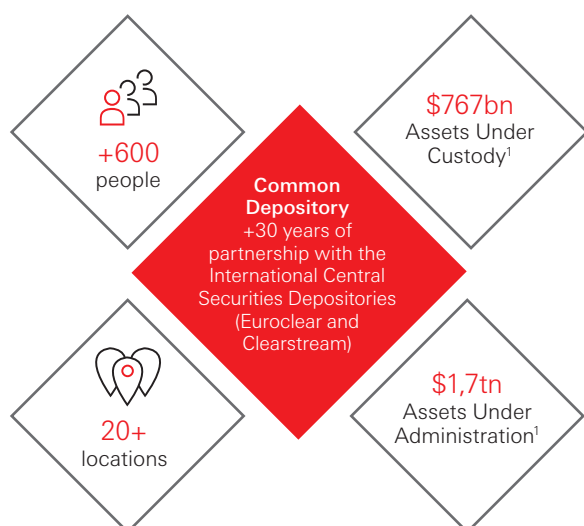 +600
people
$767bn
Assets Under
Custody¹
Common
Depository
+30 years of
partnership with the
International Central
Securities Depositories
(Euroclear and
Clearstream)
20+
locations
$1,7tn
Assets Under
Administration¹